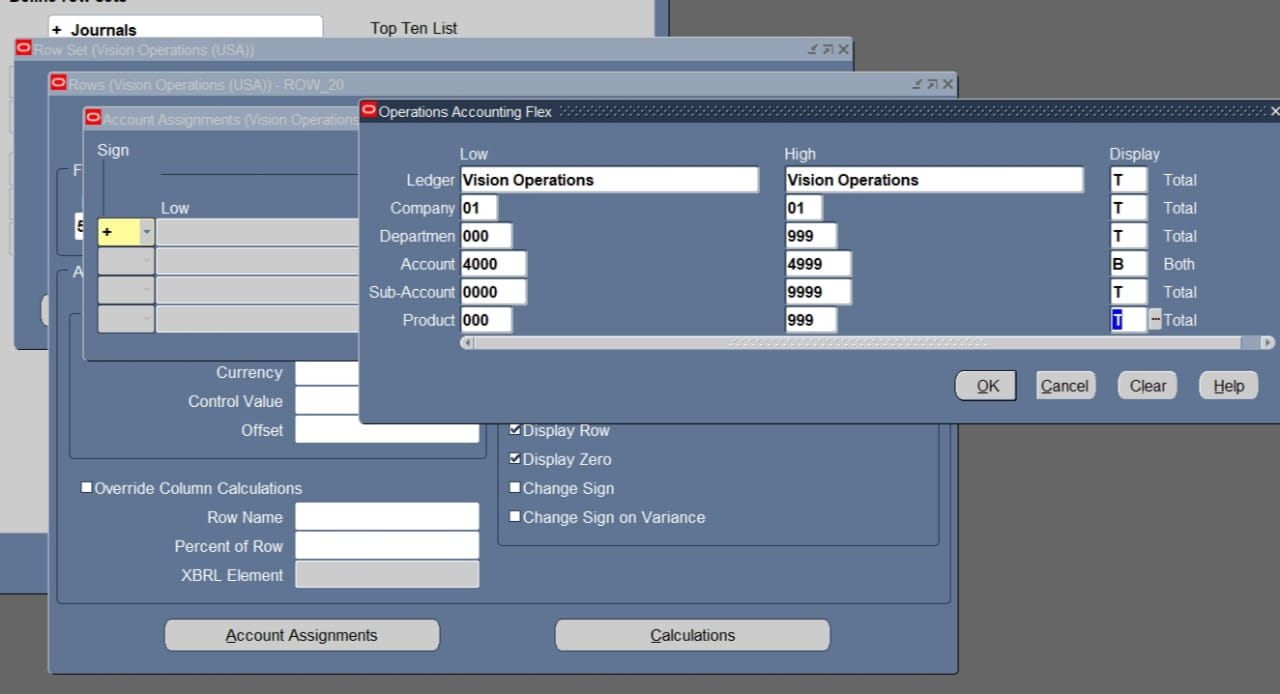 + Journals Top Ten List
Row Set (Vision Operations (USA))
Rows (Vision Operations (USA)) - ROW_20
Account Assignments (Vision Operations
Operations Accounting Flex
Sign
Low
+
Low High Display
Ledger Vision Operations Vision Operations T Total
Company 01 01 T Total
Departmen 000 999 T Total
Account 4000 4999 B Both
Sub-Account 0000 9999 T Total
Product 000 999 T ... Total
OK Cancel Clear Help
F
5
A
Currency
Control Value
Offset
Display Row
Display Zero
Override Column Calculations Change Sign
Row Name Change Sign on Variance
Percent of Row
XBRL Element
Account Assignments Calculations